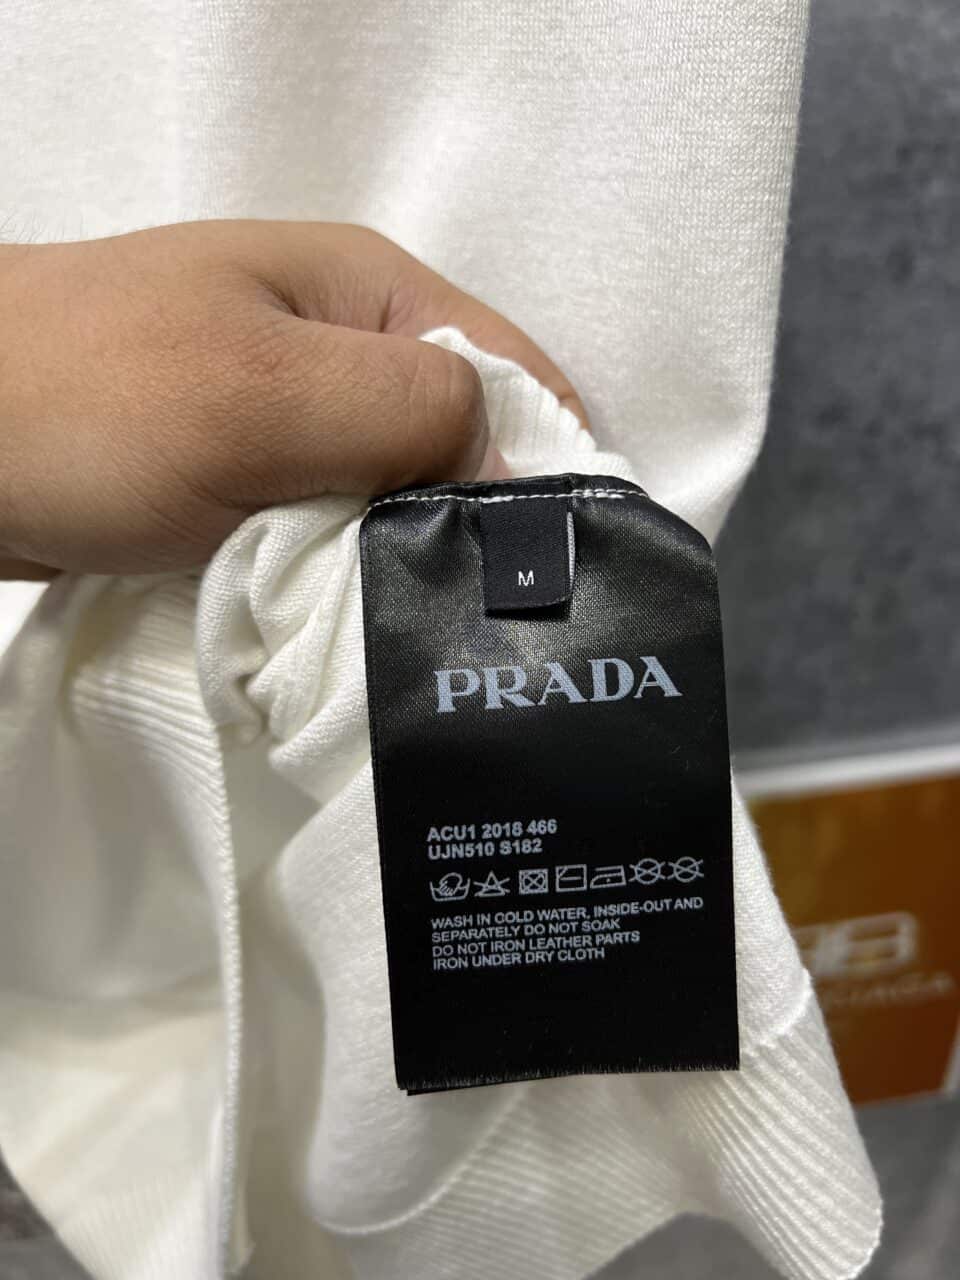 M
PRADA
ACU1 2018 466
UJN510 S182
WASH IN COLD WATER, INSIDE-OUT AND
SEPARATELY DO NOT SOAK
DO NOT IRON LEATHER PARTS
IRON UNDER DRY CLOTH